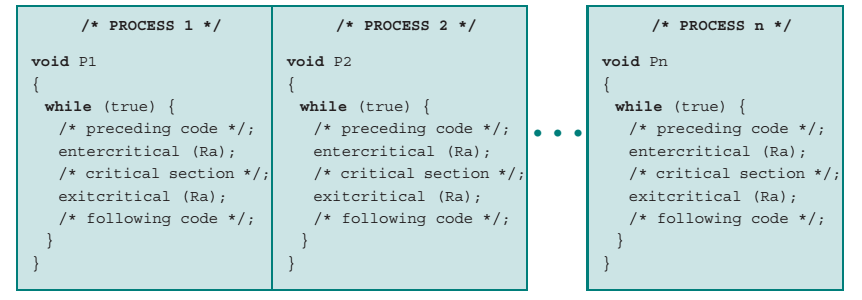 /* PROCESS 1 */
void P1
{
while (true) {
/* preceding code */;
entercritical (Ra);
/* critical section */;
exitcritical (Ra);
/* following code */;
}
}
/* PROCESS 2 */
void P2
{
while (true) {
/* preceding code */;
entercritical (Ra);
/* critical section */;
exitcritical (Ra);
/* following code */;
}
}
• • •
/* PROCESS n */
void Pn
{
while (true) {
/* preceding code */;
entercritical (Ra);
/* critical section */;
exitcritical (Ra);
/* following code */;
}
}